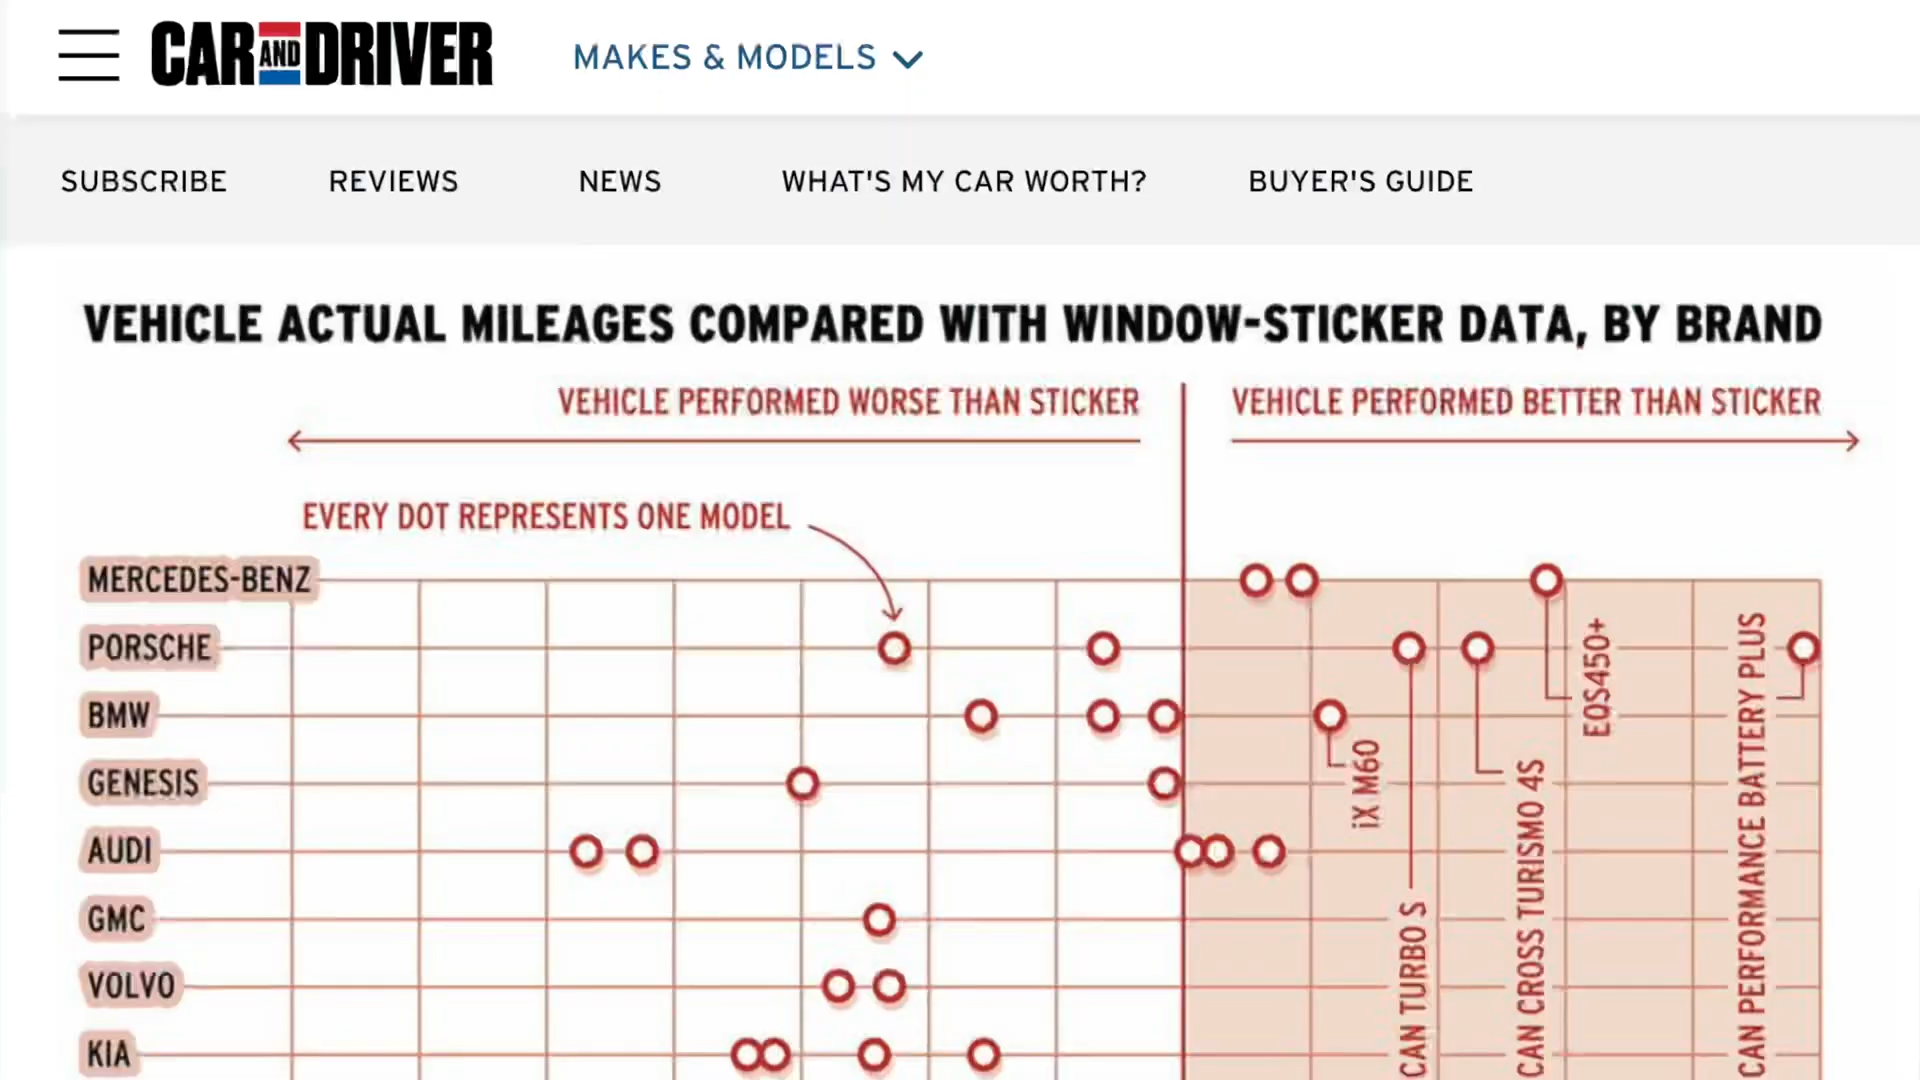 CAR AND DRIVER
MAKES & MODELS
SUBSCRIBE REVIEWS NEWS WHAT'S MY CAR WORTH? BUYER'S GUIDE
VEHICLE ACTUAL MILEAGES COMPARED WITH WINDOW-STICKER DATA, BY BRAND
VEHICLE PERFORMED WORSE THAN STICKER
VEHICLE PERFORMED BETTER THAN STICKER
EVERY DOT REPRESENTS ONE MODEL
MERCEDES-BENZ
PORSCHE
BMW
GENESIS
AUDI
GMC
VOLVO
KIA
iX M60
CAN TURBO S
CAN CROSS TURISMO 4S
EQS450+
CAN PERFORMANCE BATTERY PLUS